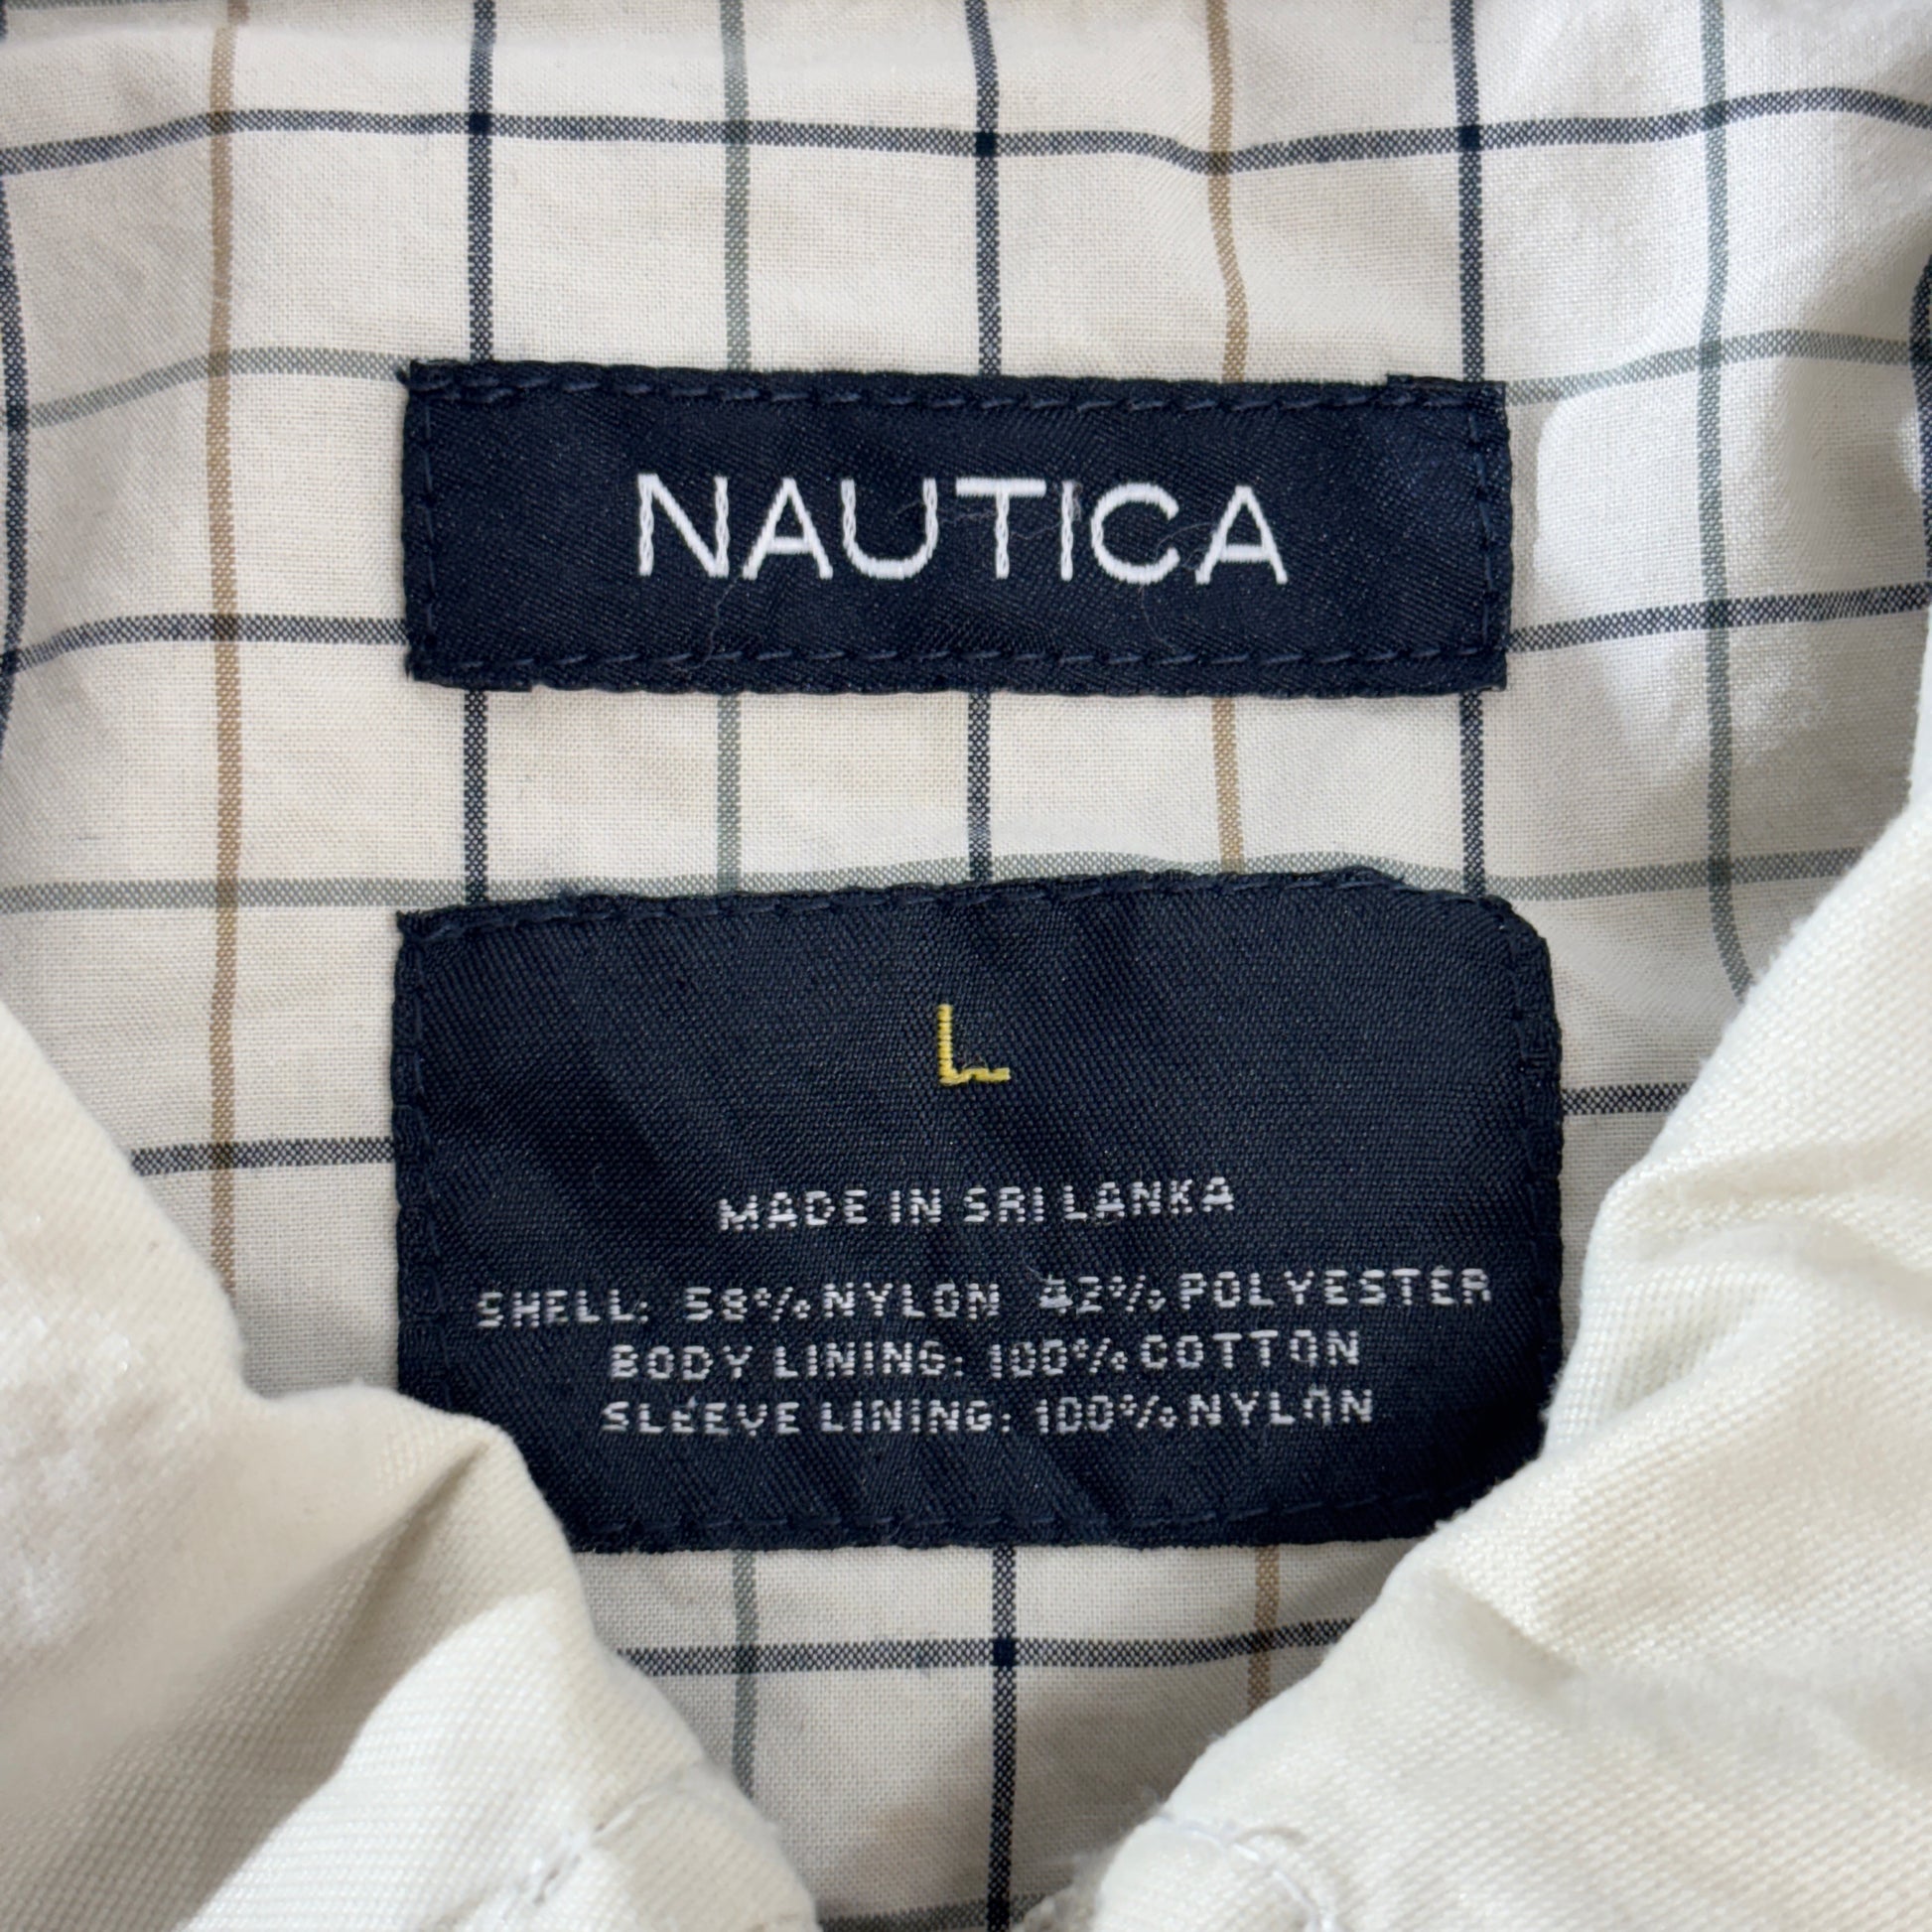 NAUTICA
L
MADE IN SRI LANKA
SHELL: 58% NYLON 42% POLYESTER
BODY LINING: 100% COTTON
SLEEVE LINING: 100% NYLON